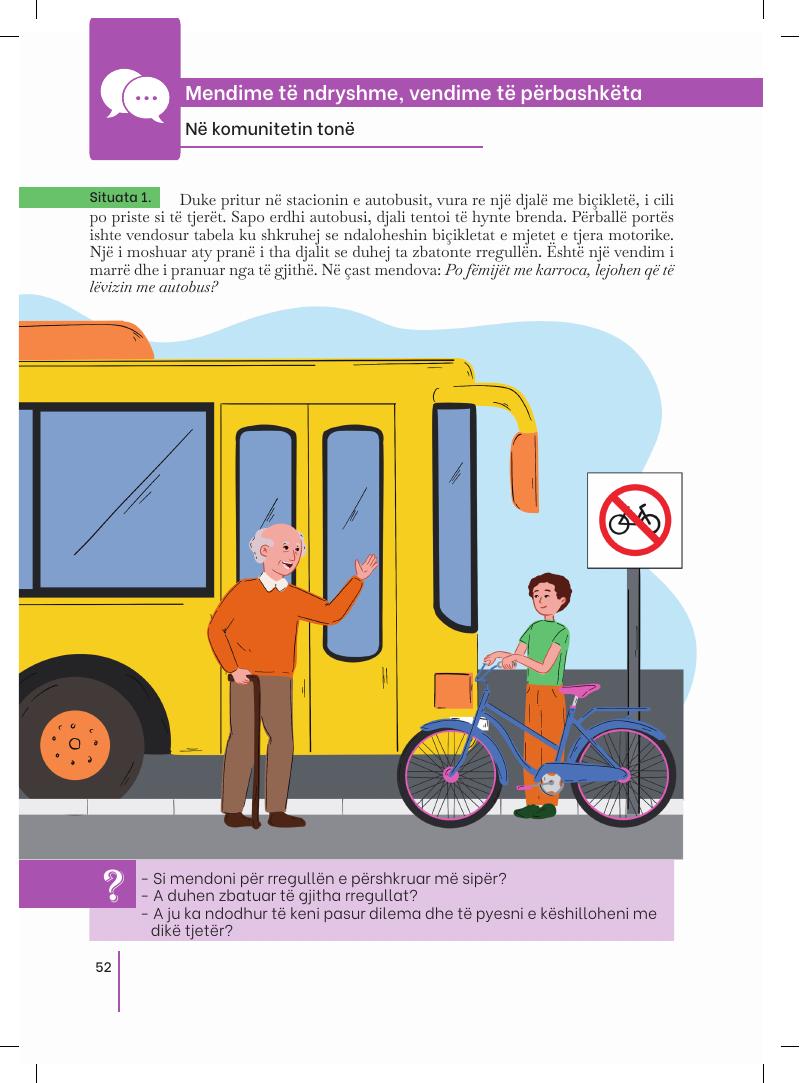 Mendime të ndryshme, vendime të përbashkëta
Në komunitetin tonë
Situata 1. Duke pritur në stacionin e autobusit, vura re një djalë me biçikletë, i cili
po priste si të tjerët. Sapo erdhi autobusi, djali tentoi të hynte brenda. Përballë portës
ishte vendosur tabela ku shkruhej se ndaloheshin biçikletat e mjetet e tjera motorike.
Një i moshuar aty pranë i tha djalit se duhej ta zbatonte rregullën. Është një vendim i
marrë dhe i pranuar nga të gjithë. Në çast mendova: Po fëmijët me karroca, lejohen që të
lëvizin me autobus?
?
- Si mendoni për rregullën e përshkruar më sipër?
- A duhen zbatuar të gjitha rregullat?
- A ju ka ndodhur të keni pasur dilema dhe të pyesni e këshilloheni me
dikë tjetër?
52